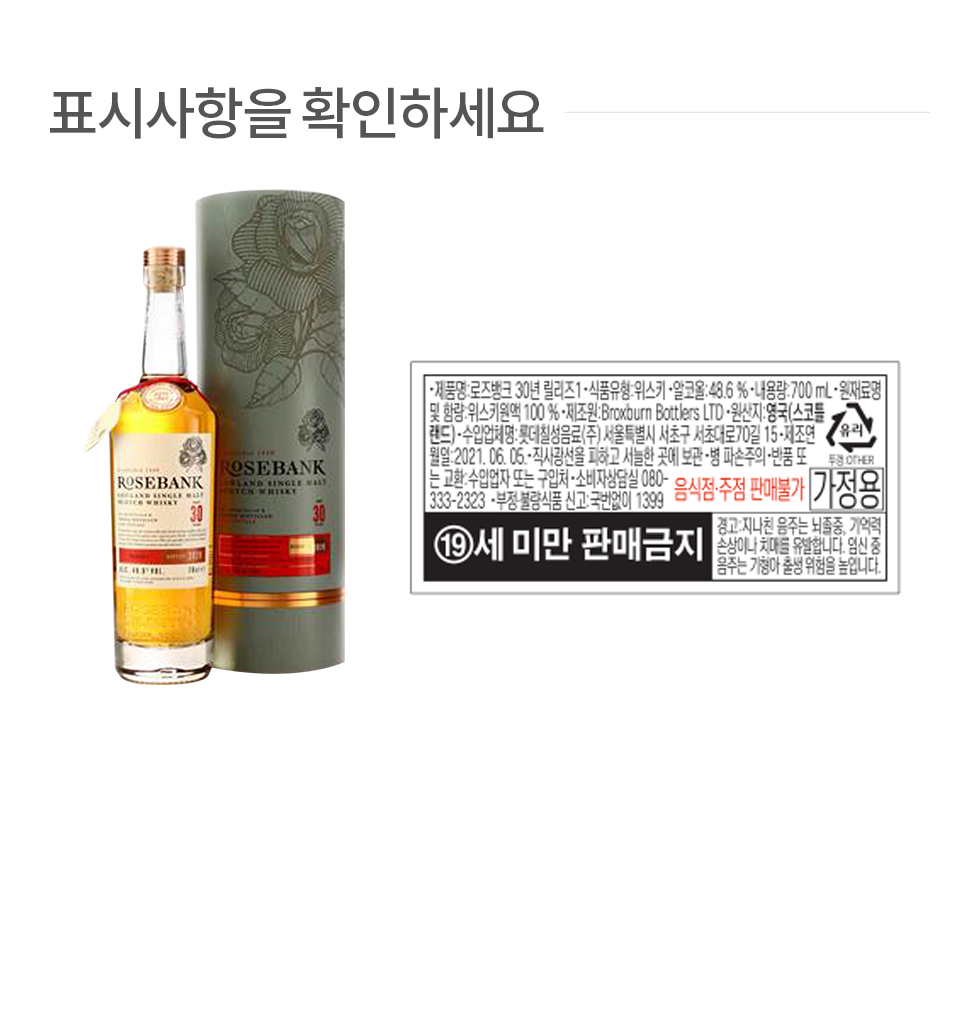 표시사항을 확인하세요
ROSEBANK
LOWLAND SINGLE MALT
SCOTCH WHISKY
30
ROSEBANK
LOWLAND SINGLE MALT
SCOTCH WHISKY
30
•제품명:로즈뱅크 30년 릴리즈1 •식품유형:위스키 •알코올:48.6 % •내용량:700 mL •원재료명
및 함량:위스키원액 100 % •제조원:Broxburn Bottlers LTD •원산지:영국(스코틀
랜드) •수입업체명:롯데칠성음료(주) 서울특별시 서초구 서초대로70길 15 •제조연
월일:2021. 06. 05. •직사광선을 피하고 서늘한 곳에 보관 •병 파손주의 •반품 또
는 교환:수입업자 또는 구입처 •소비자상담실 080-
333-2323 •부정·불량식품 신고:국번없이 1399
음식점·주점 판매불가
유리
뚜껑:OTHER
가정용
⑲세 미만 판매금지
경고:지나친 음주는 뇌졸중, 기억력
손상이나 치매를 유발합니다. 임신 중
음주는 기형아 출생 위험을 높입니다.